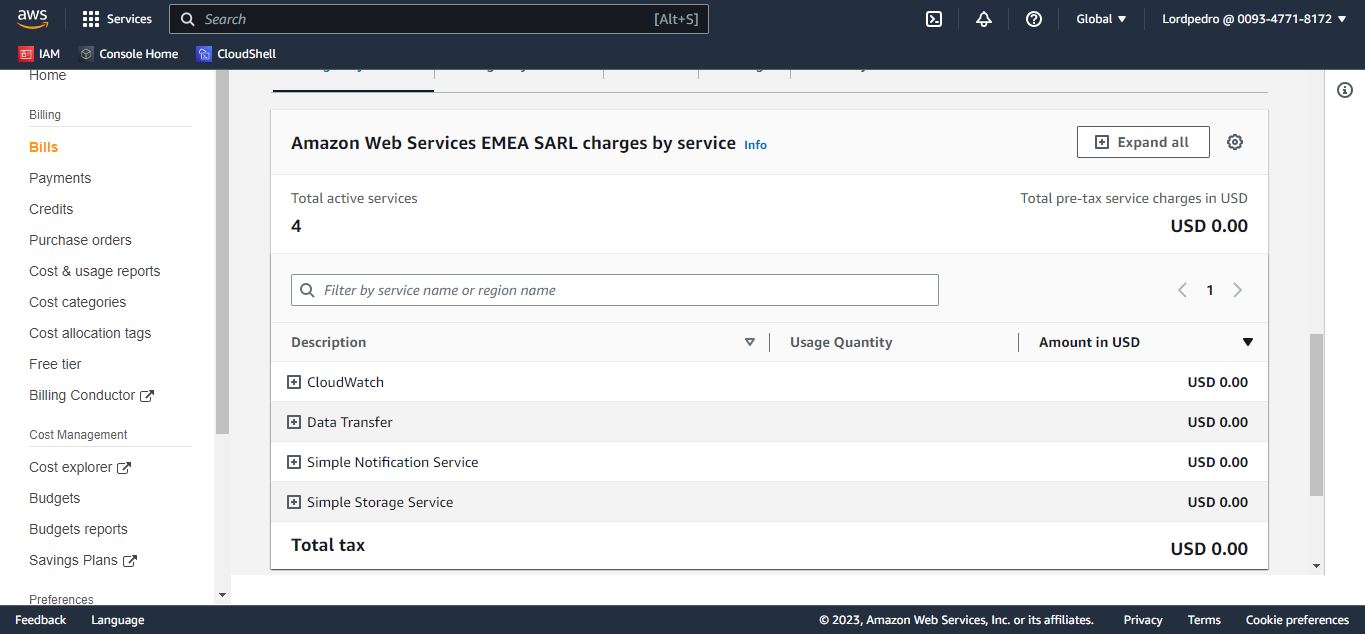 aws
Services
Search
[Alt+S]
Global
Lordpedro @ 0093-4771-8172
IAM
Console Home
CloudShell
Home
Billing
Bills
Payments
Credits
Purchase orders
Cost & usage reports
Cost categories
Cost allocation tags
Free tier
Billing Conductor
Cost Management
Cost explorer
Budgets
Budgets reports
Savings Plans
Preferences
Amazon Web Services EMEA SARL charges by service Info
Expand all
Total active services
4
Total pre-tax service charges in USD
USD 0.00
Filter by service name or region name
1
Description
Usage Quantity
Amount in USD
CloudWatch
USD 0.00
Data Transfer
USD 0.00
Simple Notification Service
USD 0.00
Simple Storage Service
USD 0.00
Total tax
USD 0.00
Feedback
Language
© 2023, Amazon Web Services, Inc. or its affiliates.
Privacy
Terms
Cookie preferences